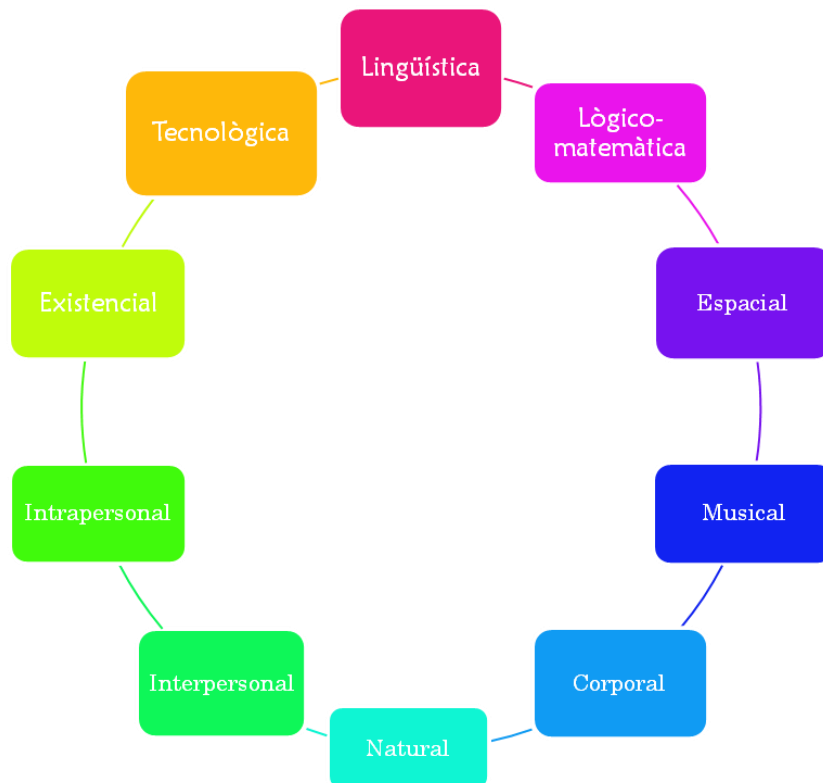 Lingüística
Lògico-
matemàtica
Espacial
Musical
Corporal
Natural
Interpersonal
Intrapersonal
Existencial
Tecnològica